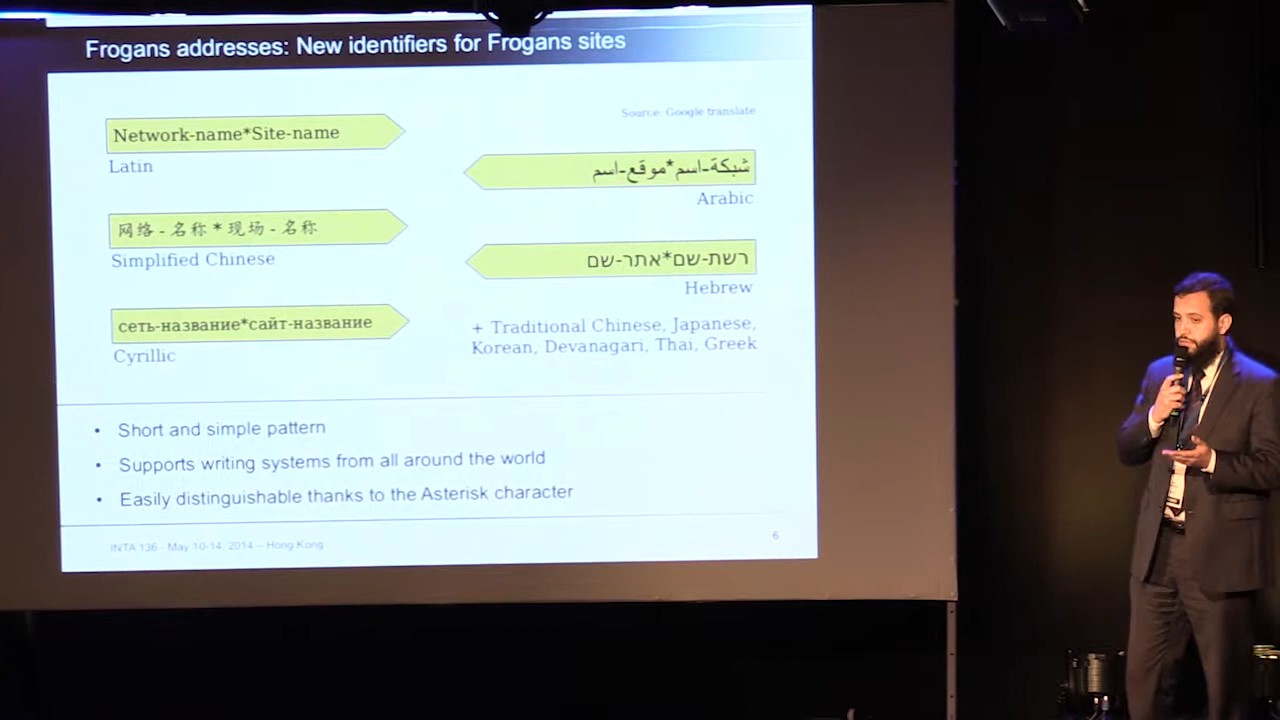 Frogans addresses: New identifiers for Frogans sites
Source: Google translate
Network-name*Site-name
Latin
网络 - 名称 * 现场 - 名称
Simplified Chinese
сеть-название*сайт-название
Cyrillic
شبكة-اسم*موقع-اسم
Arabic
רשת-שם*אתר-שם
Hebrew
+ Traditional Chinese, Japanese,
Korean, Devanagari, Thai, Greek
• Short and simple pattern
• Supports writing systems from all around the world
• Easily distinguishable thanks to the Asterisk character
INTA 136 - May 10-14, 2014 – Hong Kong
6